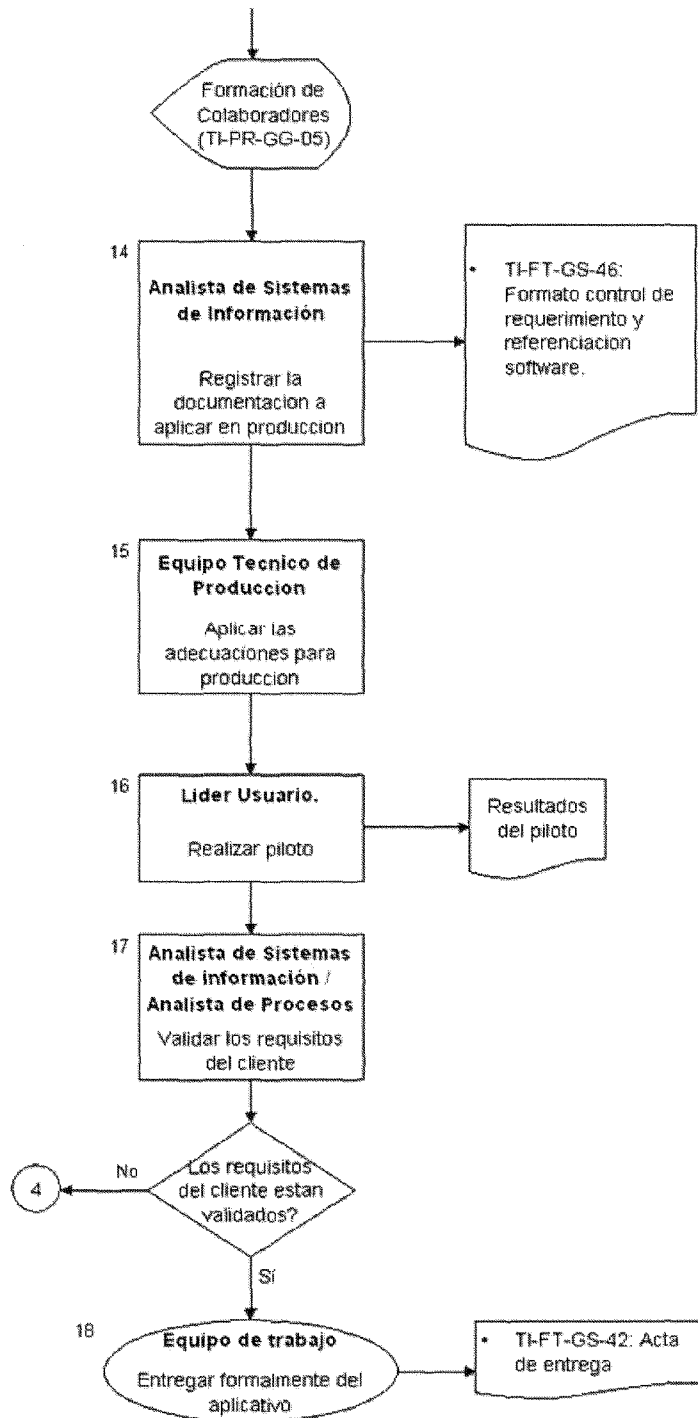 Formación de
Colaboradores
(TI-PR-GG-05)
14
Analista de Sistemas
de Información
Registrar la
documentacion a
aplicar en produccion
• TI-FT-GS-46:
Formato control de
requerimiento y
referenciacion
software.
15
Equipo Tecnico de
Produccion
Aplicar las
adecuaciones para
produccion
16
Lider Usuario.
Realizar piloto
Resultados
del piloto
17
Analista de Sistemas
de información /
Analista de Procesos
Validar los requisitos
del cliente
Los requisitos
del cliente estan
validados?
No
4
Sí
18
Equipo de trabajo
Entregar formalmente del
aplicativo
• TI-FT-GS-42: Acta
de entrega